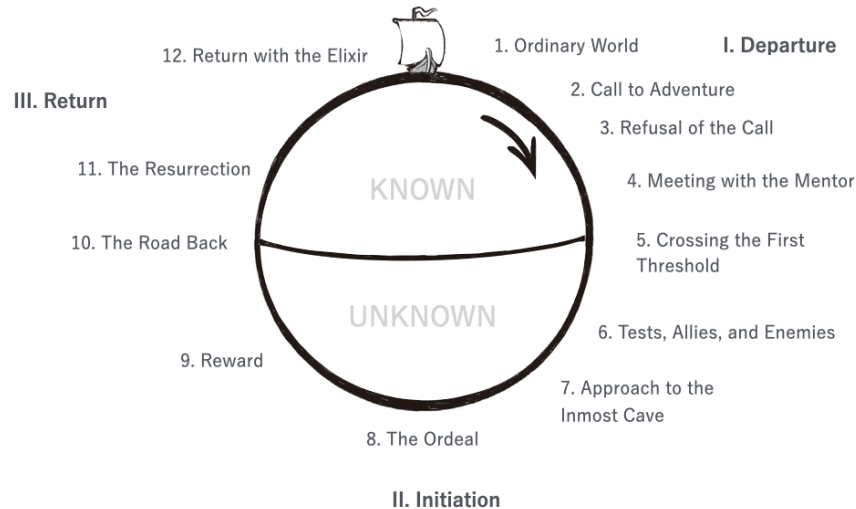 I. Departure
1. Ordinary World
2. Call to Adventure
3. Refusal of the Call
4. Meeting with the Mentor
5. Crossing the First
Threshold
6. Tests, Allies, and Enemies
7. Approach to the
Inmost Cave
8. The Ordeal
II. Initiation
9. Reward
10. The Road Back
11. The Resurrection
III. Return
12. Return with the Elixir
KNOWN
UNKNOWN